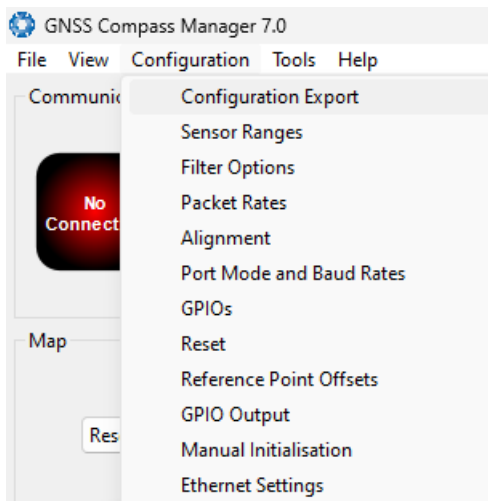 GNSS Compass Manager 7.0
File View Configuration Tools Help
Configuration Export
Sensor Ranges
Filter Options
Packet Rates
Alignment
Port Mode and Baud Rates
GPIOs
Reset
Reference Point Offsets
GPIO Output
Manual Initialisation
Ethernet Settings
No
Map